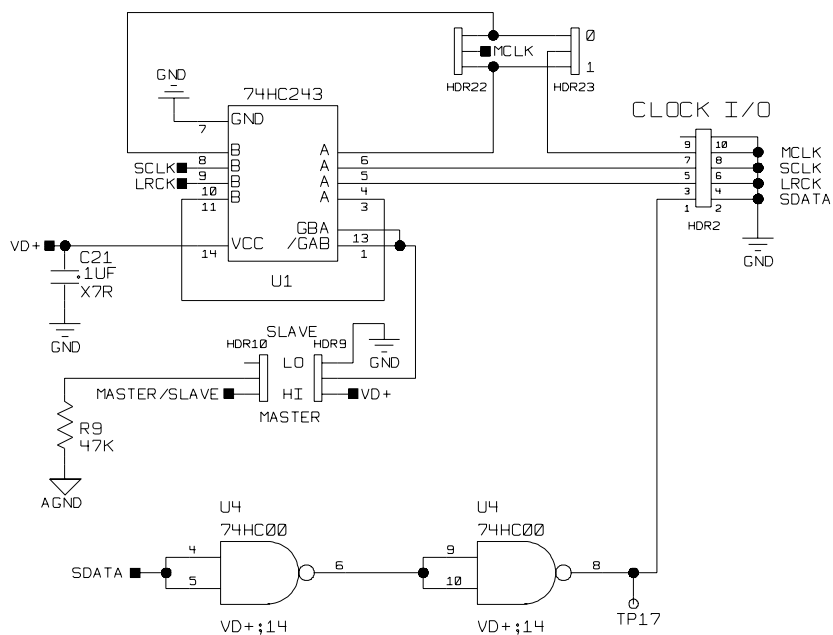 0
MCLK
1
HDR22
HDR23
GND
74HC243
7
GND
CLOCK I/O
B
A
8
6
9
10
MCLK
SCLK
B
A
9
5
7
8
SCLK
LRCK
B
A
10
4
5
6
LRCK
B
A
11
3
3
4
SDATA
1
2
HDR2
GND
GBA
13
VD+
VCC
/GAB
14
1
C21
.1UF
X7R
U1
GND
SLAVE
HDR10
HDR9
LO
GND
MASTER/SLAVE
HI
VD+
MASTER
R9
47K
AGND
U4
74HC00
U4
74HC00
4
9
SDATA
6
8
5
10
TP17
VD+;14
VD+;14